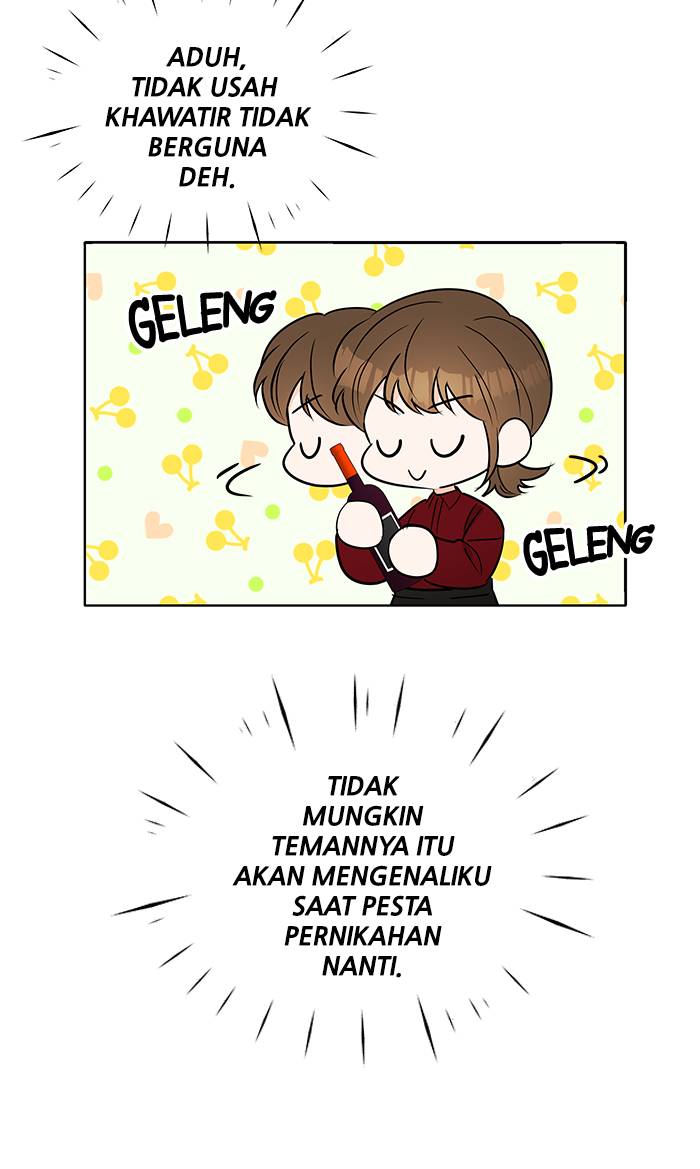 ADUH,
TIDAK USAH
KHAWATIR TIDAK
BERGUNA
DEH.
GELENG
GELENG
TIDAK
MUNGKIN
TEMANNYA ITU
AKAN MENGENALIKU
SAAT PESTA
PERNIKAHAN
NANTI.